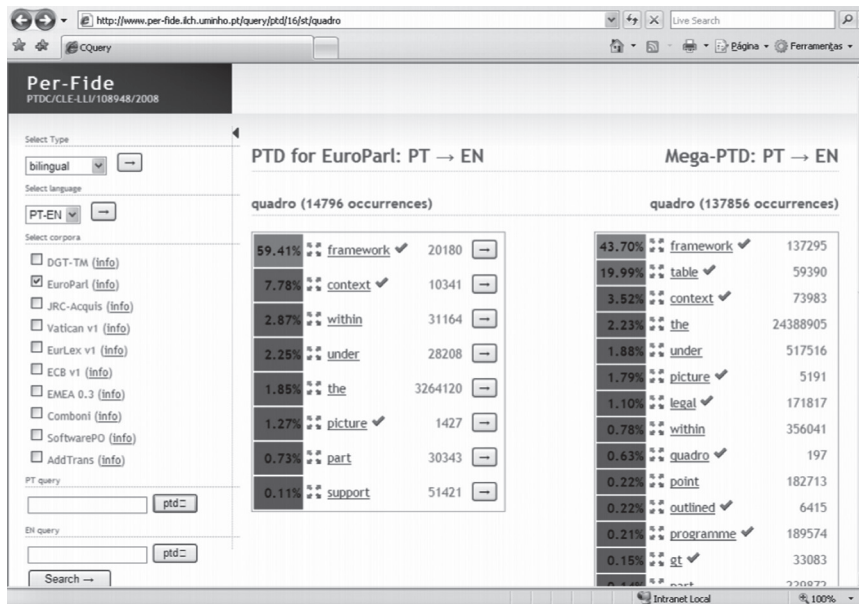 http://www.per-fide.ilch.uminho.pt/query/ptd/16/st/quadro
Live Search
CQuery
Página
Ferramentas
Per-Fide
PTDC/CLE-LLI/108948/2008
Select Type
bilingual
Select language
PT-EN
Select corpora
DGT-TM (info)
EuroParl (info)
JRC-Acquis (info)
Vatican v1 (info)
EurLex v1 (info)
ECB v1 (info)
EMEA 0.3 (info)
Comboni (info)
SoftwarePO (info)
AddTrans (info)
PT query
ptd
EN query
ptd
Search →
PTD for EuroParl: PT → EN
quadro (14796 occurrences)
59.41% framework ✔ 20180 →
7.78% context ✔ 10341 →
2.87% within 31164 →
2.25% under 28208 →
1.85% the 3264120 →
1.27% picture ✔ 1427 →
0.73% part 30343 →
0.11% support 51421 →
Mega-PTD: PT → EN
quadro (137856 occurrences)
43.70% framework ✔ 137295
19.99% table ✔ 59390
3.52% context ✔ 73983
2.23% the 24388905
1.88% under 517516
1.79% picture ✔ 5191
1.10% legal ✔ 171817
0.78% within 356041
0.63% quadro ✔ 197
0.22% point 182713
0.22% outlined ✔ 6415
0.21% programme ✔ 189574
0.15% gt ✔ 33083
Intranet Local
100%